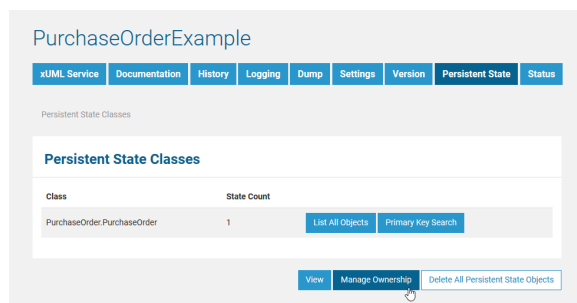 PurchaseOrderExample
xUML Service Documentation History Logging Dump Settings Version Persistent State Status
Persistent State Classes
Persistent State Classes
Class State Count
PurchaseOrder.PurchaseOrder 1 List All Objects Primary Key Search
View Manage Ownership Delete All Persistent State Objects